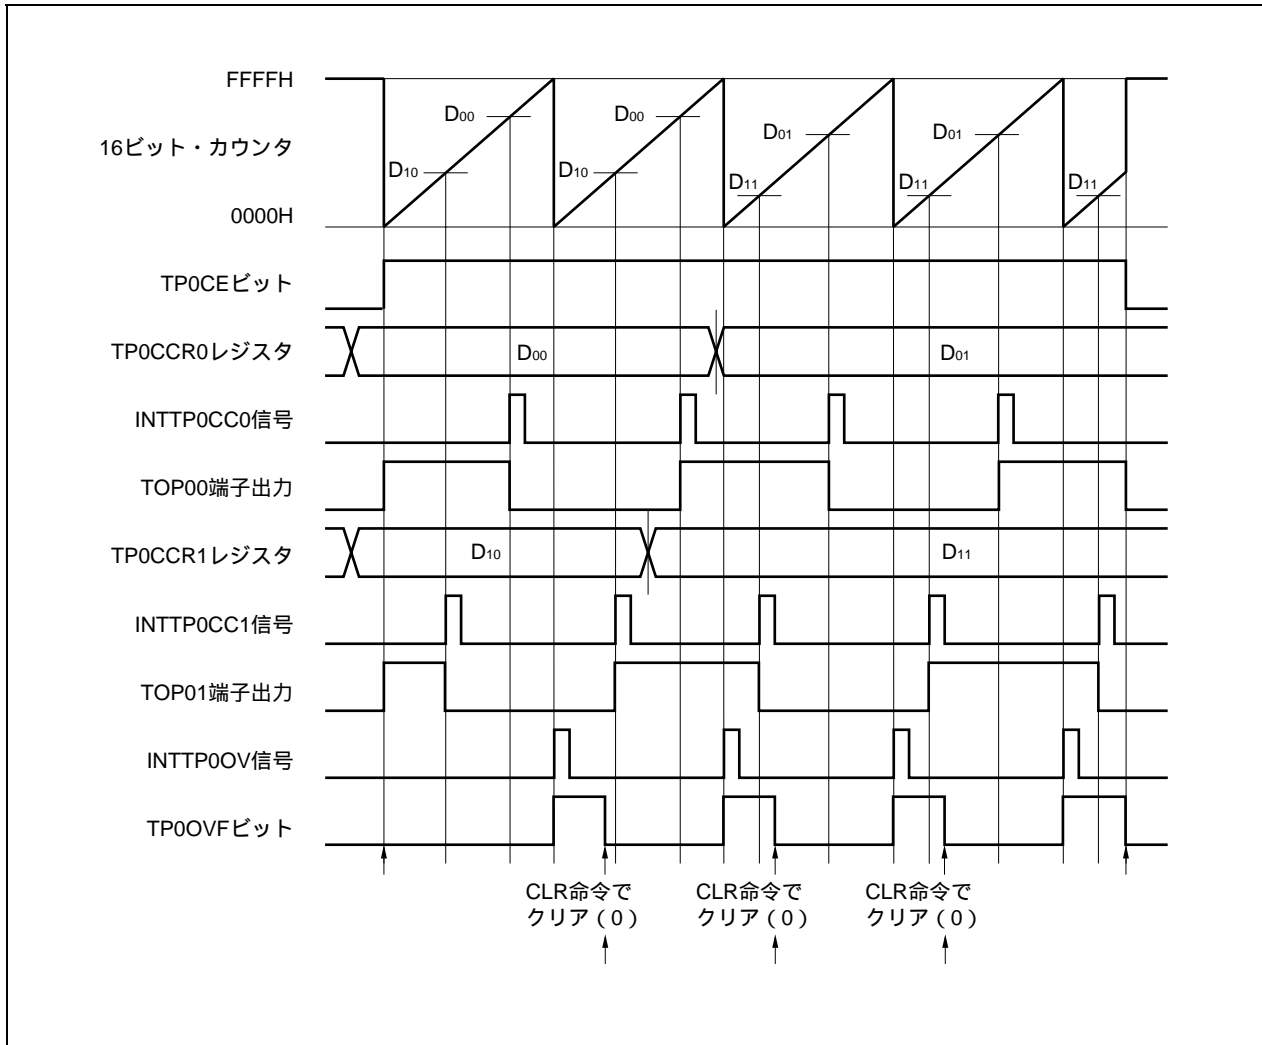 FFFFH
D00 D00
D01 D01
16ビット・カウンタ
D10 D10
D11 D11 D11
0000H
TP0CEビット
TP0CCR0レジスタ D00 D01
INTTP0CC0信号
TOP00端子出力
TP0CCR1レジスタ D10 D11
INTTP0CC1信号
TOP01端子出力
INTTP0OV信号
TP0OVFビット
CLR命令で
クリア（0）
CLR命令で
クリア（0）
CLR命令で
クリア（0）